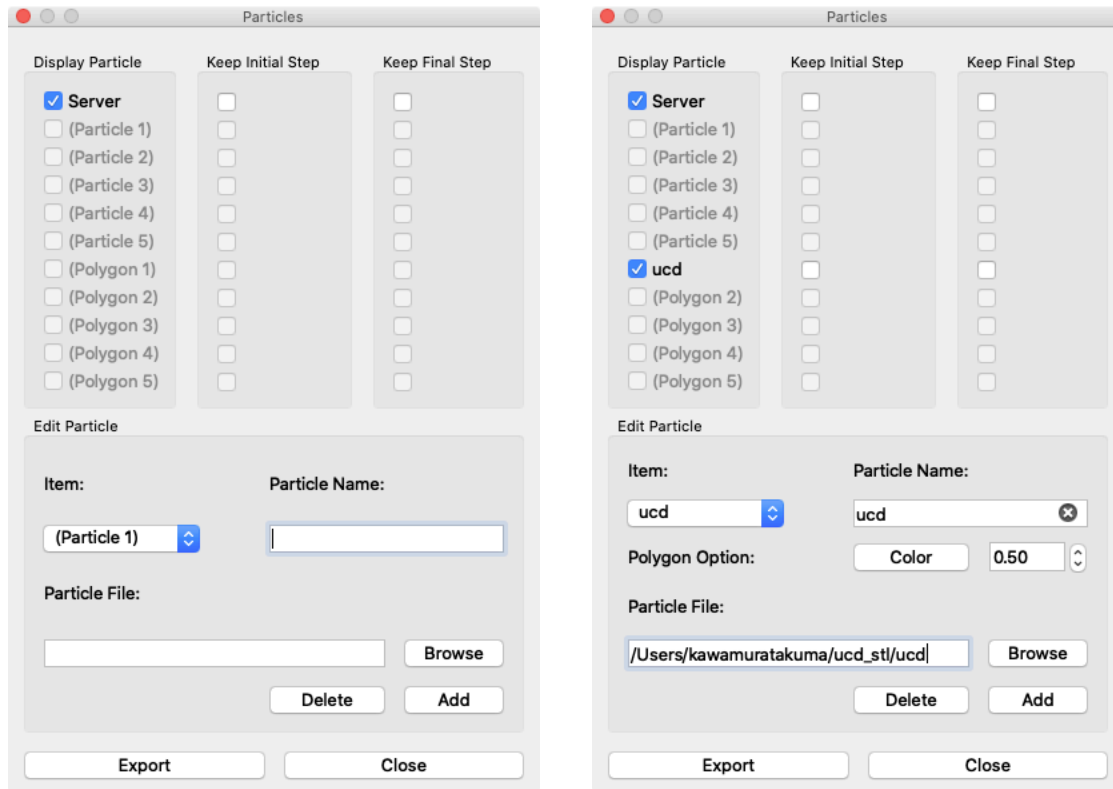 Particles
Display Particle Keep Initial Step Keep Final Step
Server
(Particle 1)
(Particle 2)
(Particle 3)
(Particle 4)
(Particle 5)
(Polygon 1)
(Polygon 2)
(Polygon 3)
(Polygon 4)
(Polygon 5)
Edit Particle
Item: Particle Name:
(Particle 1)
Particle File:
Browse
Delete Add
Export Close
Particles
Display Particle Keep Initial Step Keep Final Step
Server
(Particle 1)
(Particle 2)
(Particle 3)
(Particle 4)
(Particle 5)
ucd
(Polygon 2)
(Polygon 3)
(Polygon 4)
(Polygon 5)
Edit Particle
Item: Particle Name:
ucd ucd
Polygon Option: Color 0.50
Particle File:
/Users/kawamuratakuma/ucd_stl/ucd Browse
Delete Add
Export Close